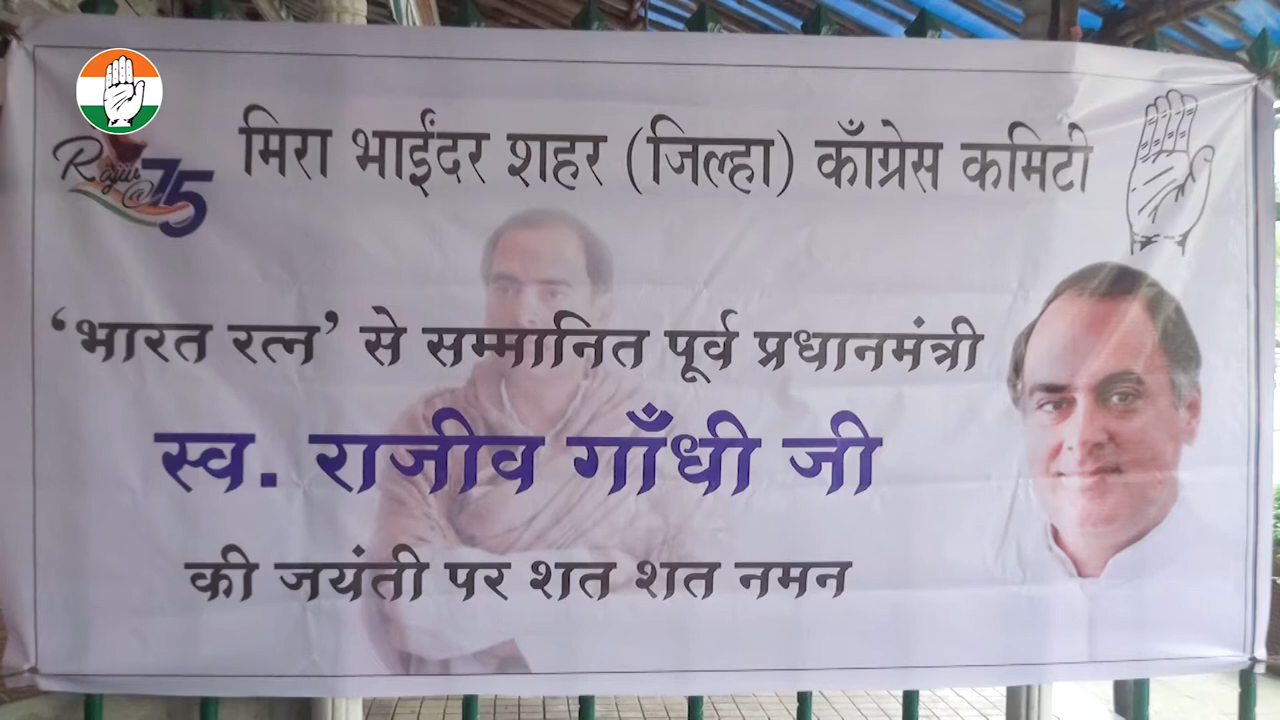 मिरा भाईंदर शहर (जिल्हा) काँग्रेस कमिटी
Rajiv
@75
‘भारत रत्न’ से सम्मानित पूर्व प्रधानमंत्री
स्व. राजीव गाँधी जी
की जयंती पर शत शत नमन